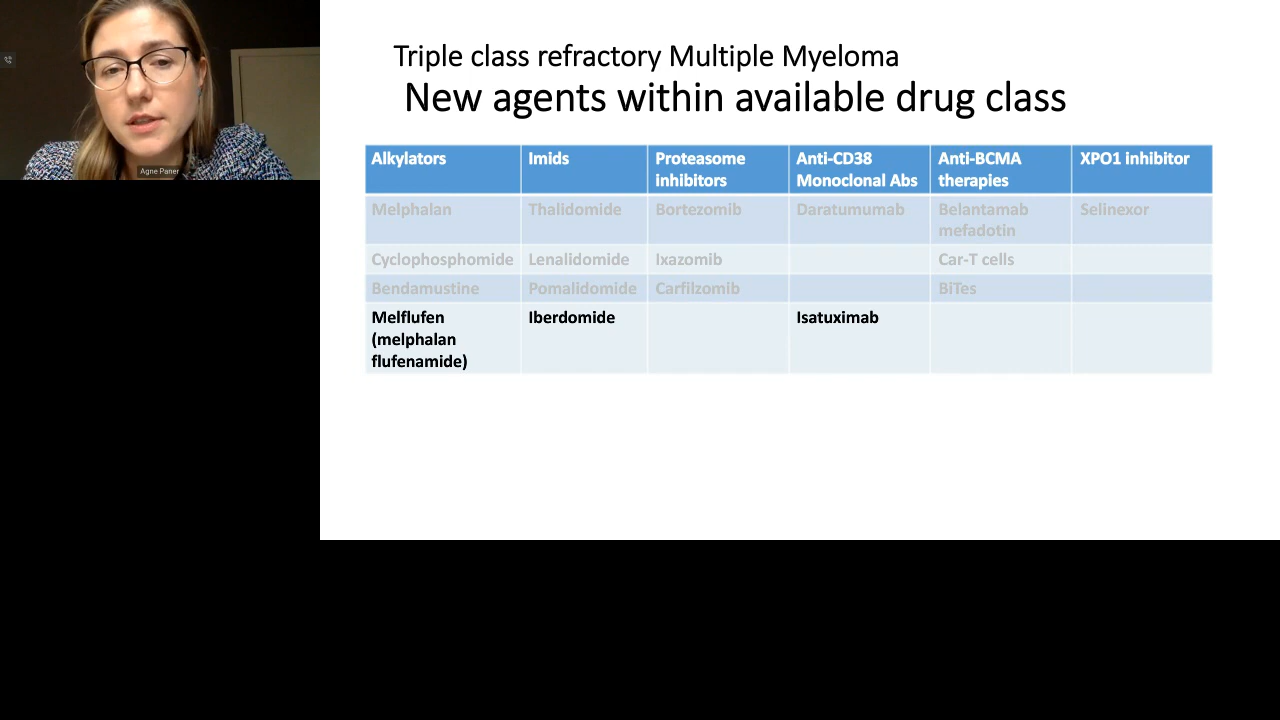 Agne Paner
Triple class refractory Multiple Myeloma
New agents within available drug class
Alkylators
Imids
Proteasome
inhibitors
Anti-CD38
Monoclonal Abs
Anti-BCMA
therapies
XPO1 inhibitor
Melphalan
Thalidomide
Bortezomib
Daratumumab
Belantamab
mefadotin
Selinexor
Cyclophosphomide
Lenalidomide
Ixazomib
Car-T cells
Bendamustine
Pomalidomide
Carfilzomib
BiTes
Melflufen
(melphalan
flufenamide)
Iberdomide
Isatuximab